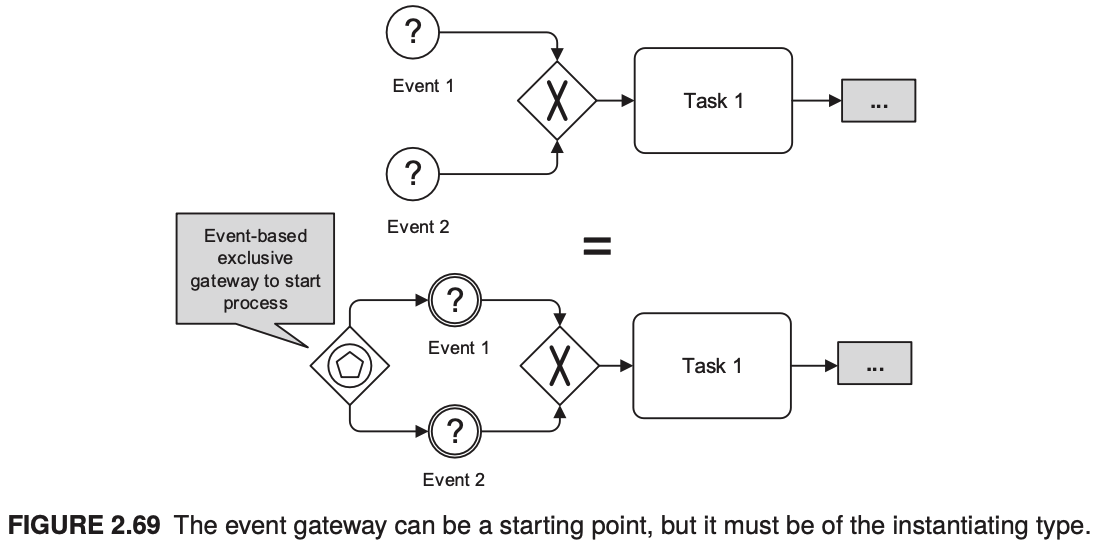 ?
Event 1
X
Task 1
...
?
Event 2
=
Event-based
exclusive
gateway to start
process
?
Event 1
X
Task 1
...
?
Event 2
FIGURE 2.69 The event gateway can be a starting point, but it must be of the instantiating type.